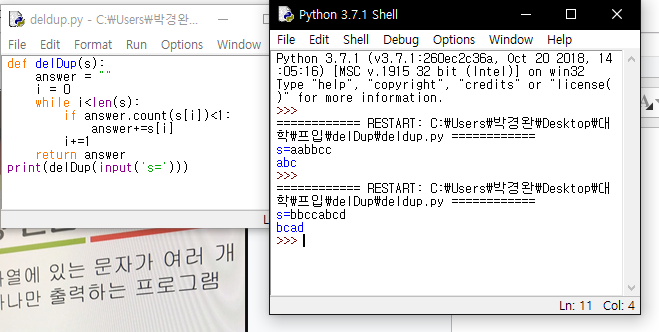 deldup.py - C:\Users\박경완\
File Edit Format Run Options Window
def delDup(s):
    answer = ""
    i = 0
    while i<len(s):
        if answer.count(s[i])<1:
            answer+=s[i]
        i+=1
    return answer
print(delDup(input('s=')))
자열에 있는 문자가 여러 개
하나만 출력하는 프로그램
Python 3.7.1 Shell
File Edit Shell Debug Options Window Help
Python 3.7.1 (v3.7.1:260ec2c36a, Oct 20 2018, 14
:05:16) [MSC v.1915 32 bit (Intel)] on win32
Type "help", "copyright", "credits" or "license(
)" for more information.
>>>
============ RESTART: C:\Users\박경완\Desktop\대
학\프입\delDup\deldup.py ============
s=aabbcc
abc
>>>
============ RESTART: C:\Users\박경완\Desktop\대
학\프입\delDup\deldup.py ============
s=bbccabcd
bcad
>>>
Ln: 11 Col: 4